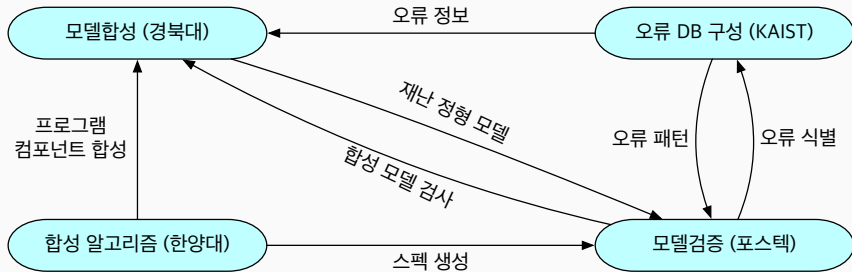 모델합성 (경북대)
오류 정보
오류 DB 구성 (KAIST)
프로그램
컴포넌트 합성
재난 정형 모델
합성 모델 검사
오류 패턴
오류 식별
합성 알고리즘 (한양대)
스펙 생성
모델검증 (포스텍)